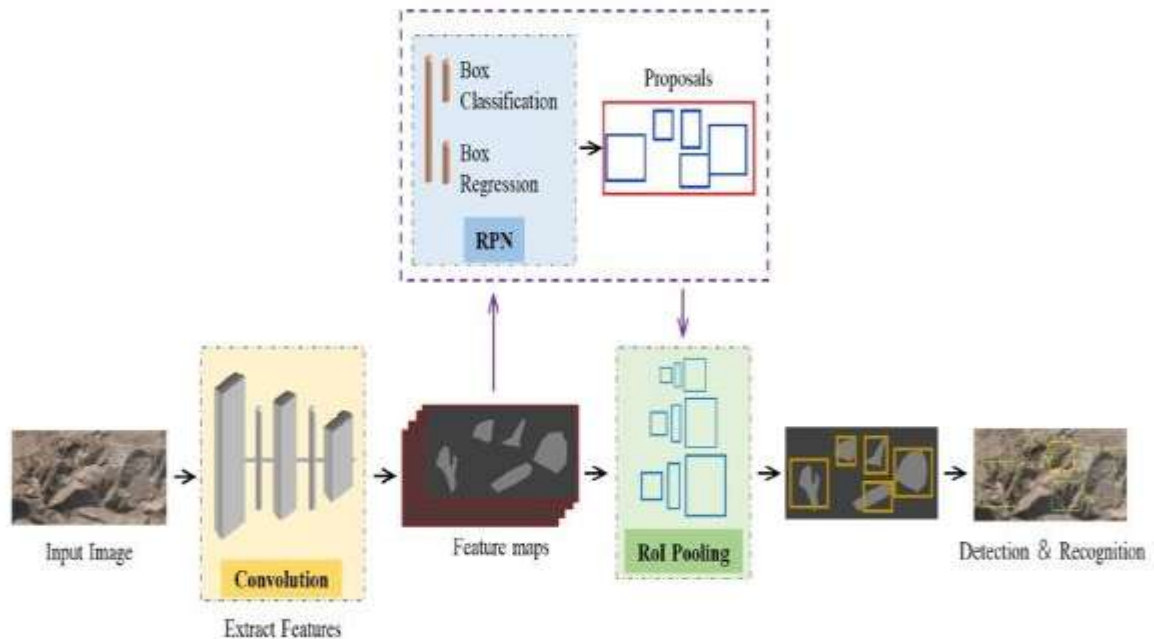 Box
Classification
Box
Regression
RPN
Proposals
Input Image
Convolution
Extract Features
Feature maps
RoI Pooling
Detection & Recognition